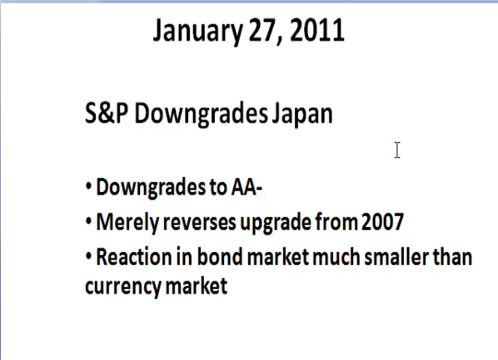 January 27, 2011
S&P Downgrades Japan
• Downgrades to AA-
• Merely reverses upgrade from 2007
• Reaction in bond market much smaller than
currency market